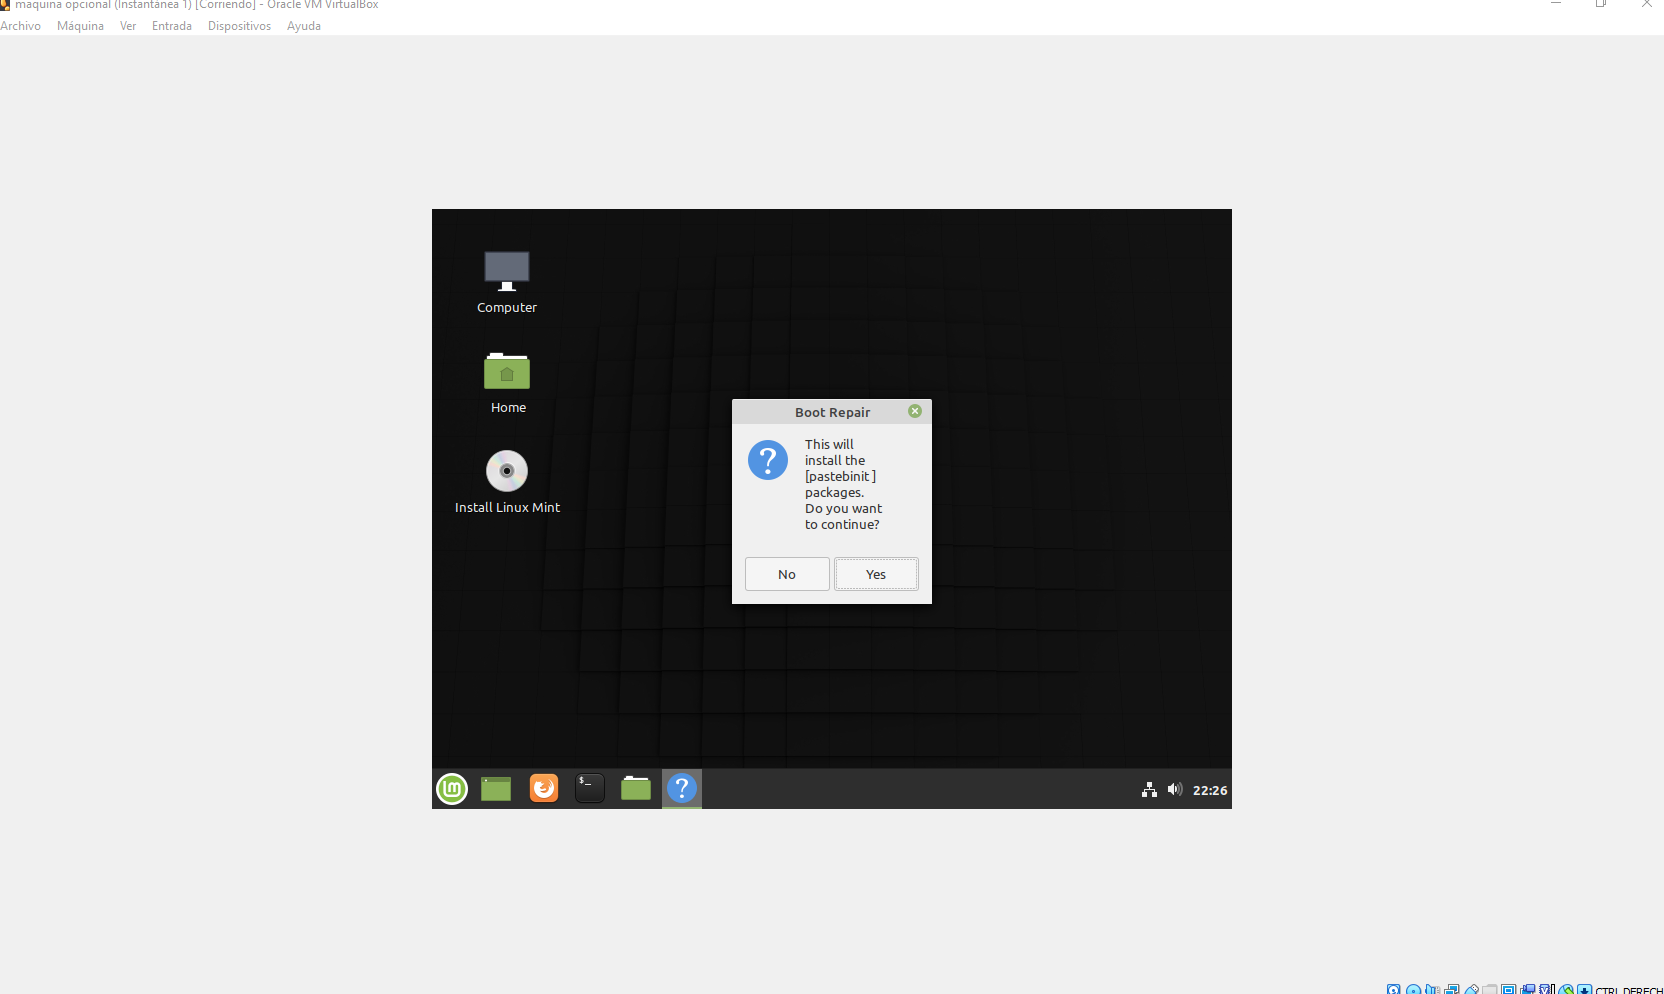 maquina opcional (Instantánea 1) [Corriendo] - Oracle VM VirtualBox
Archivo Máquina Ver Entrada Dispositivos Ayuda
Computer
Home
Install Linux Mint
Boot Repair
This will
install the
[pastebinit ]
packages.
Do you want
to continue?
No Yes
$_
22:26
CTRL DERECH